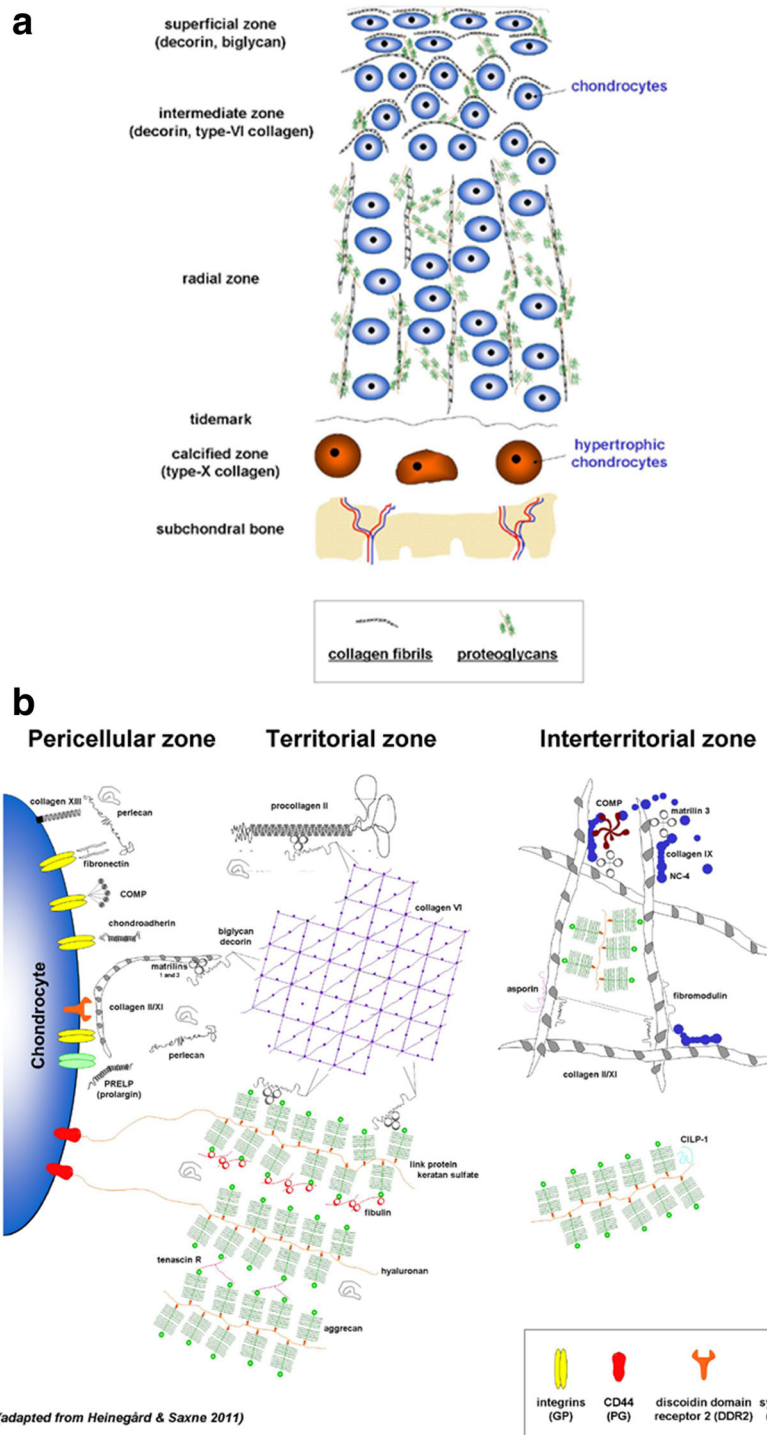 a
superficial zone
(decorin, biglycan)
chondrocytes
intermediate zone
(decorin, type-VI collagen)
radial zone
tidemark
calcified zone
(type-X collagen)
hypertrophic
chondrocytes
subchondral bone
collagen fibrils
proteoglycans
b
Pericellular zone
Territorial zone
Interterritorial zone
collagen XIII
perlecan
fibronectin
COMP
chondroadherin
matrilins
1 and 3
collagen II/XI
perlecan
PRELP
(prolargin)
Chondrocyte
procollagen II
collagen VI
biglycan
decorin
link protein
keratan sulfate
fibulin
tenascin R
hyaluronan
aggrecan
COMP
matrilin 3
collagen IX
NC-4
asporin
fibromodulin
collagen II/XI
CILP-1
integrins
(GP)
CD44
(PG)
discoidin domain
receptor 2 (DDR2)
adapted from Heinegård & Saxne 2011)